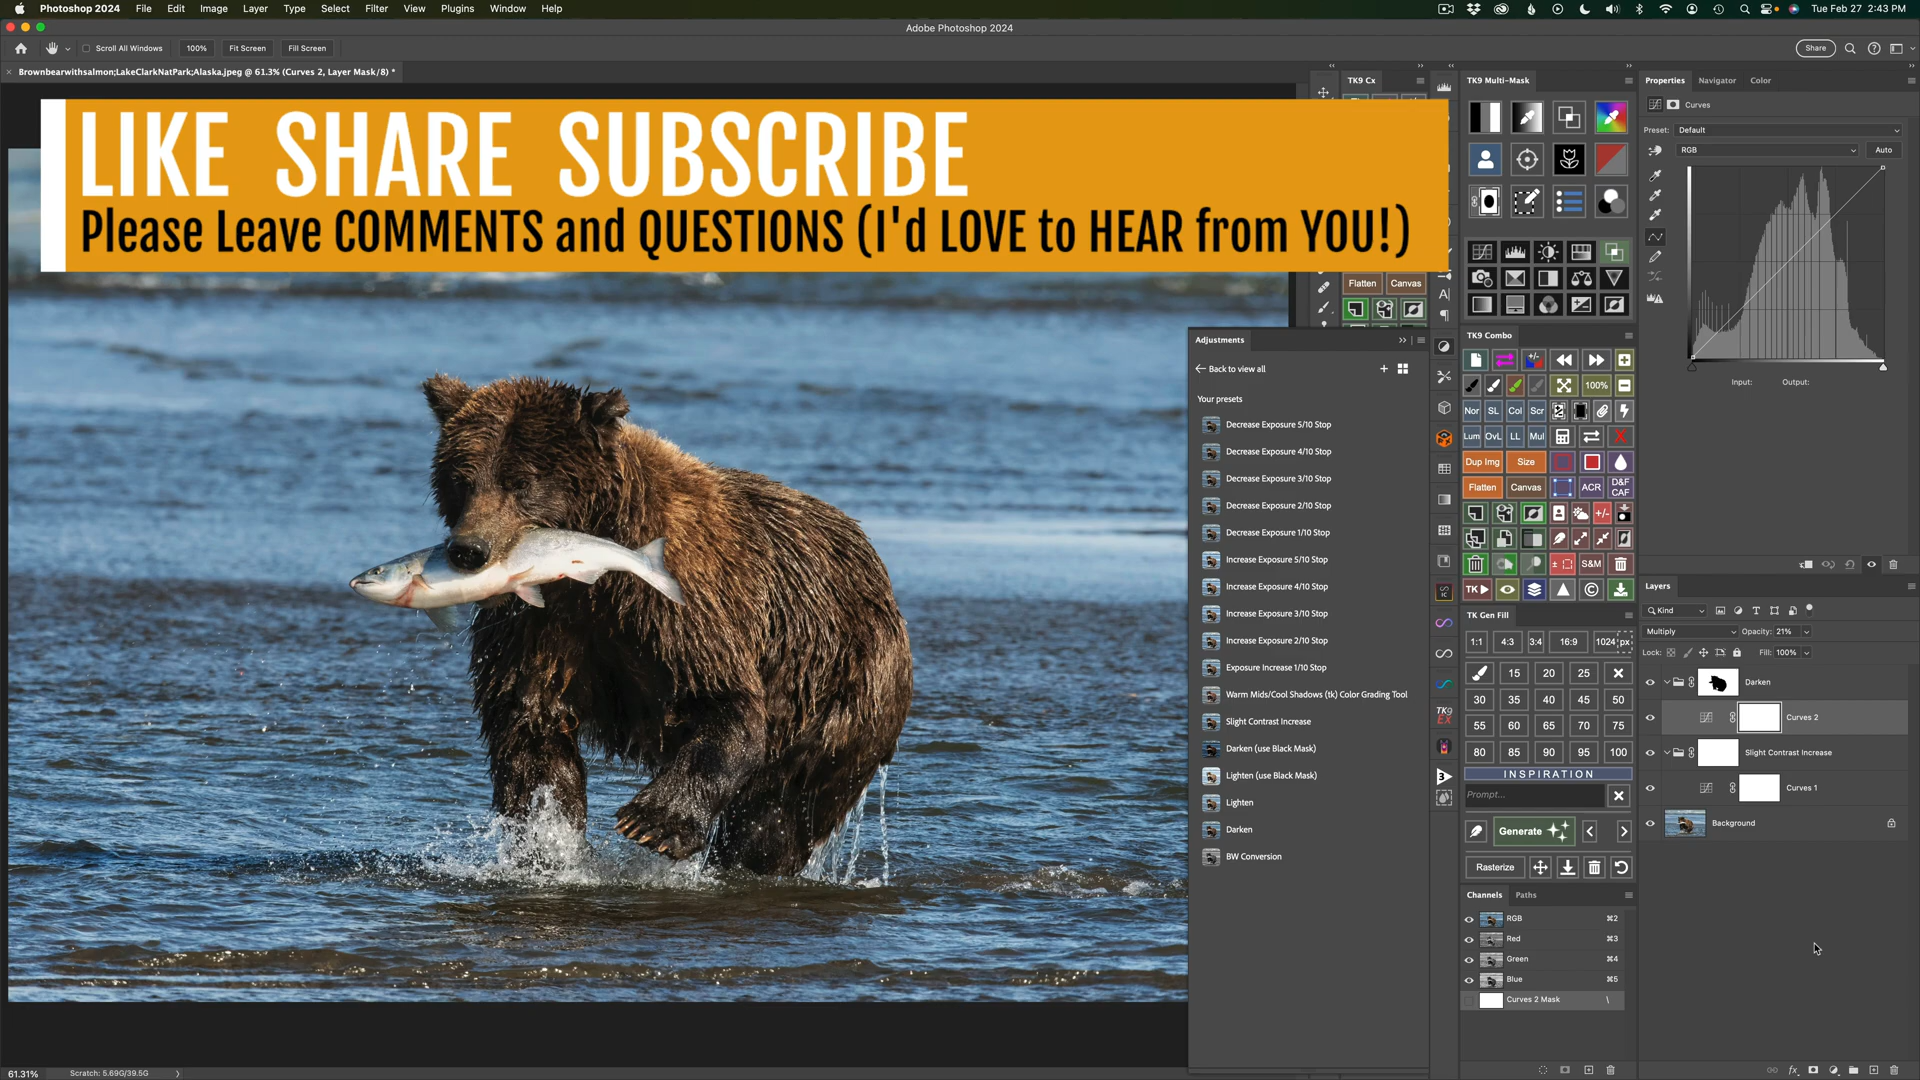 Photoshop 2024 File Edit Image Layer Type Select Filter View Plugins Window Help
Tue Feb 27 2:43 PM
Adobe Photoshop 2024
Scroll All Windows 100% Fit Screen Fill Screen
Share
Brownbearwithsalmon;LakeClarkNatPark;Alaska.jpeg @ 61.3% (Curves 2, Layer Mask/8) *
LIKE SHARE SUBSCRIBE
Please Leave COMMENTS and QUESTIONS (I'd LOVE to HEAR from YOU!)
TK9 Cx
Flatten Canvas
Adjustments
Back to view all
Your presets
Decrease Exposure 5/10 Stop
Decrease Exposure 4/10 Stop
Decrease Exposure 3/10 Stop
Decrease Exposure 2/10 Stop
Decrease Exposure 1/10 Stop
Increase Exposure 5/10 Stop
Increase Exposure 4/10 Stop
Increase Exposure 3/10 Stop
Increase Exposure 2/10 Stop
Exposure Increase 1/10 Stop
Warm Mids/Cool Shadows (tk) Color Grading Tool
Slight Contrast Increase
Darken (use Black Mask)
Lighten (use Black Mask)
Lighten
Darken
BW Conversion
TK9 Multi-Mask
TK9 Combo
100%
Nor SL Col Scr
Lum OvL LL Mul
Dup Img Size
Flatten Canvas ACR D&F CAF
+/-
S&M
TK
TK Gen Fill
1:1 4:3 3:4 16:9 1024 px
15 20 25
30 35 40 45 50
55 60 65 70 75
80 85 90 95 100
INSPIRATION
Prompt...
Generate
Rasterize
Channels Paths
RGB ⌘2
Red ⌘3
Green ⌘4
Blue ⌘5
Curves 2 Mask \
Properties Navigator Color
Curves
Preset: Default
RGB Auto
Input: Output:
Layers
Kind
Multiply Opacity: 21%
Lock: Fill: 100%
Darken
Curves 2
Slight Contrast Increase
Curves 1
Background
61.31% Scratch: 5.69G/39.5G